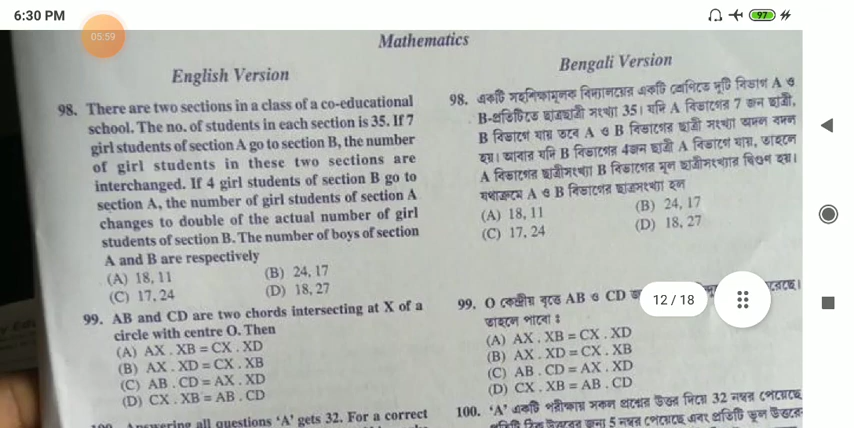 6:30 PM
97
05:59
Mathematics
English Version
Bengali Version
98. There are two sections in a class of a co-educational
school. The no. of students in each section is 35. If 7
girl students of section A go to section B, the number
of girl students in these two sections are
interchanged. If 4 girl students of section B go to
section A, the number of girl students of section A
changes to double of the actual number of girl
students of section B. The number of boys of section
A and B are respectively
(A) 18, 11 (B) 24, 17
(C) 17, 24 (D) 18, 27
99. AB and CD are two chords intersecting at X of a
circle with centre O. Then
(A) AX . XB = CX . XD
(B) AX . XD = CX . XB
(C) AB . CD = AX . XD
(D) CX . XB = AB . CD
Answering all questions ‘A’ gets 32. For a correct
98. একটি সহশিক্ষামূলক বিদ্যালয়ের একটি শ্রেণিতে দুটি বিভাগ A ও
B-প্রতিটিতে ছাত্রছাত্রী সংখ্যা 35। যদি A বিভাগের 7 জন ছাত্রী,
B বিভাগে যায় তবে A ও B বিভাগের ছাত্রী সংখ্যা অদল বদল
হয়। আবার যদি B বিভাগের 4জন ছাত্রী A বিভাগে যায়, তাহলে
A বিভাগের ছাত্রীসংখ্যা B বিভাগের মূল ছাত্রীসংখ্যার দ্বিগুণ হয়।
যথাক্রমে A ও B বিভাগের ছাত্রসংখ্যা হল
(A) 18, 11 (B) 24, 17
(C) 17, 24 (D) 18, 27
99. O কেন্দ্রীয় বৃত্তে AB ও CD
তাহলে পাবো :
(A) AX . XB = CX . XD
(B) AX . XD = CX . XB
(C) AB . CD = AX . XD
(D) CX . XB = AB . CD
100. ‘A’ একটি পরীক্ষায় সকল প্রশ্নের উত্তর দিয়ে 32 নম্বর পেয়েছে
12 / 18